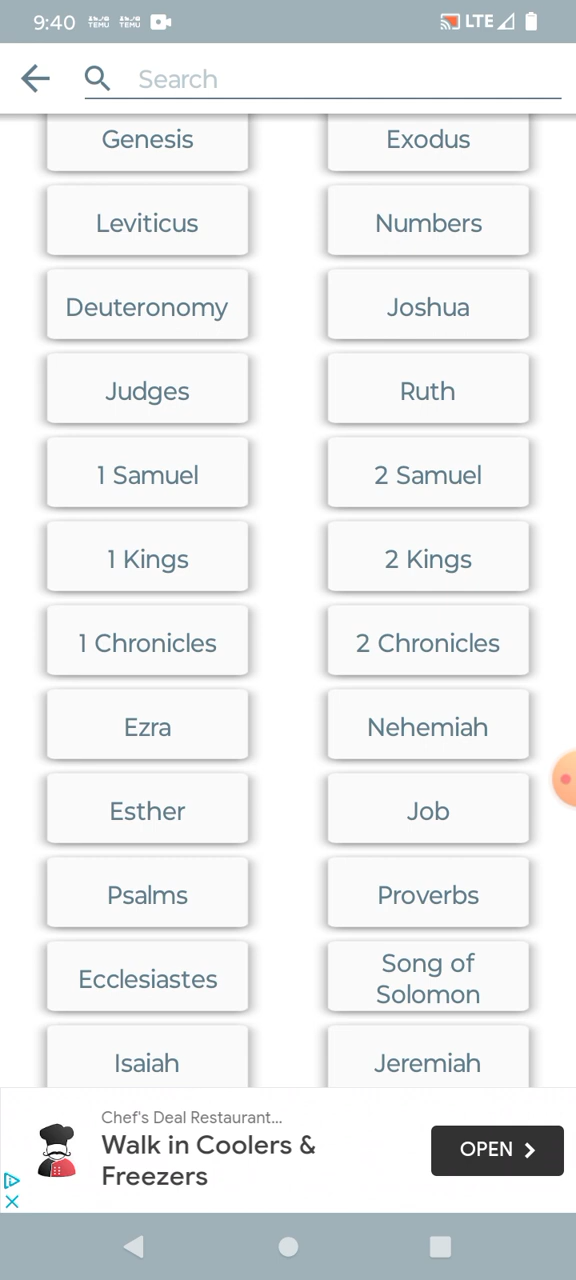 9:40
TEMU TEMU LTE
Search
Genesis Exodus
Leviticus Numbers
Deuteronomy Joshua
Judges Ruth
1 Samuel 2 Samuel
1 Kings 2 Kings
1 Chronicles 2 Chronicles
Ezra Nehemiah
Esther Job
Psalms Proverbs
Ecclesiastes Song of
Solomon
Isaiah Jeremiah
Chef's Deal Restaurant...
Walk in Coolers &
Freezers
OPEN